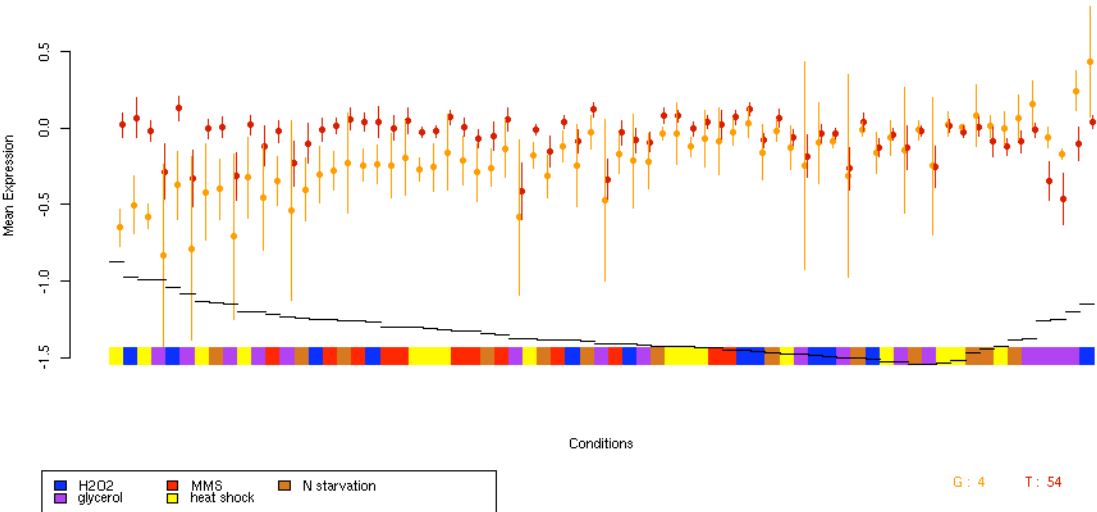 0.5
0.0
-0.5
-1.0
-1.5
Mean Expression
Conditions
H2O2 MMS N starvation
glycerol heat shock
G : 4 T : 54